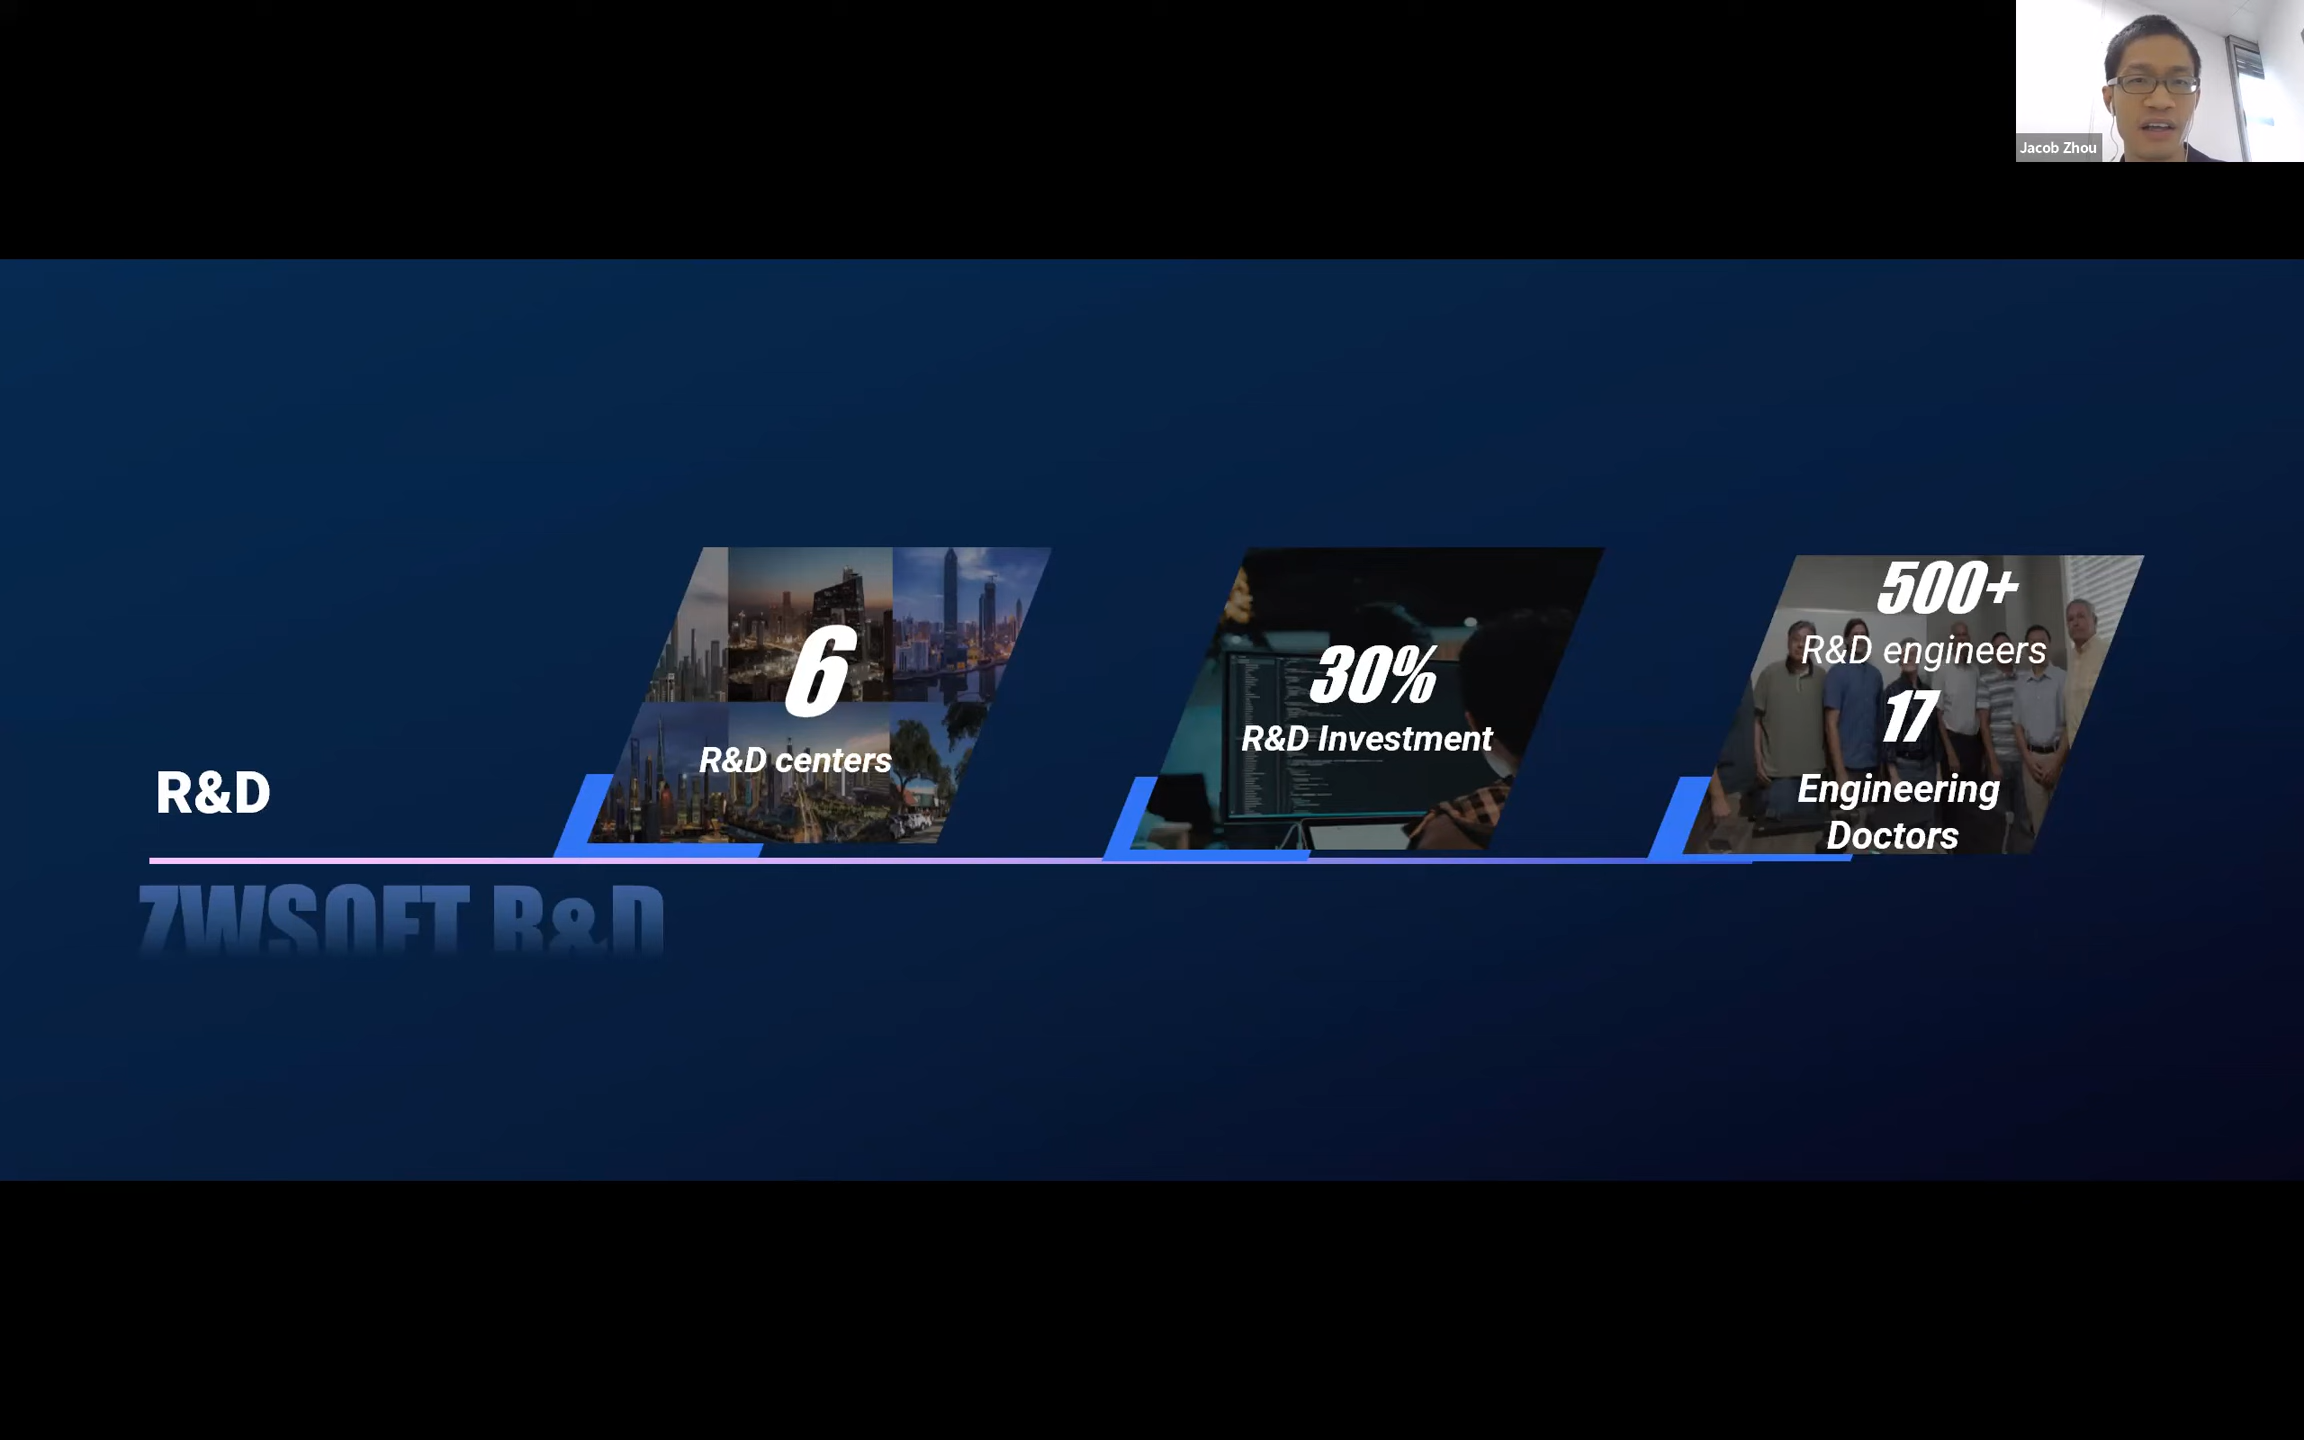 Jacob Zhou
R&D
ZWSOFT R&D
6
R&D centers
30%
R&D Investment
500+
R&D engineers
17
Engineering
Doctors